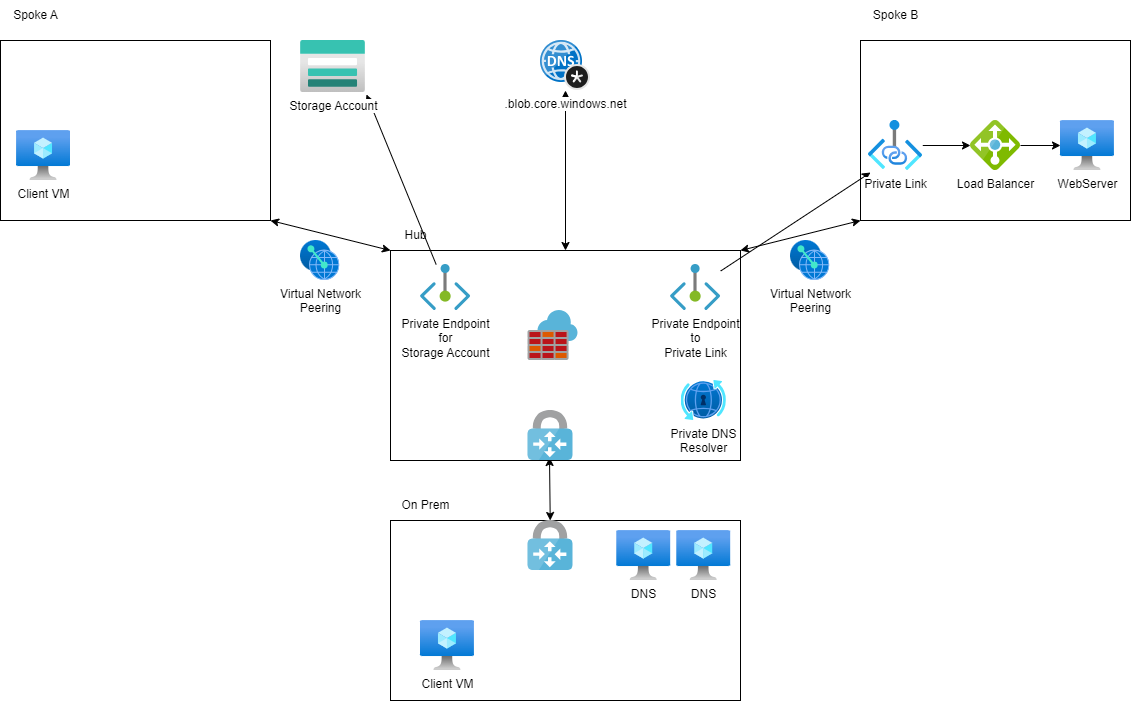 Spoke A
Spoke B
DNS
Storage Account
.blob.core.windows.net
Client VM
Private Link
Load Balancer
WebServer
Hub
Virtual Network
Peering
Virtual Network
Peering
Private Endpoint
for
Storage Account
Private Endpoint
to
Private Link
Private DNS
Resolver
On Prem
DNS
DNS
Client VM